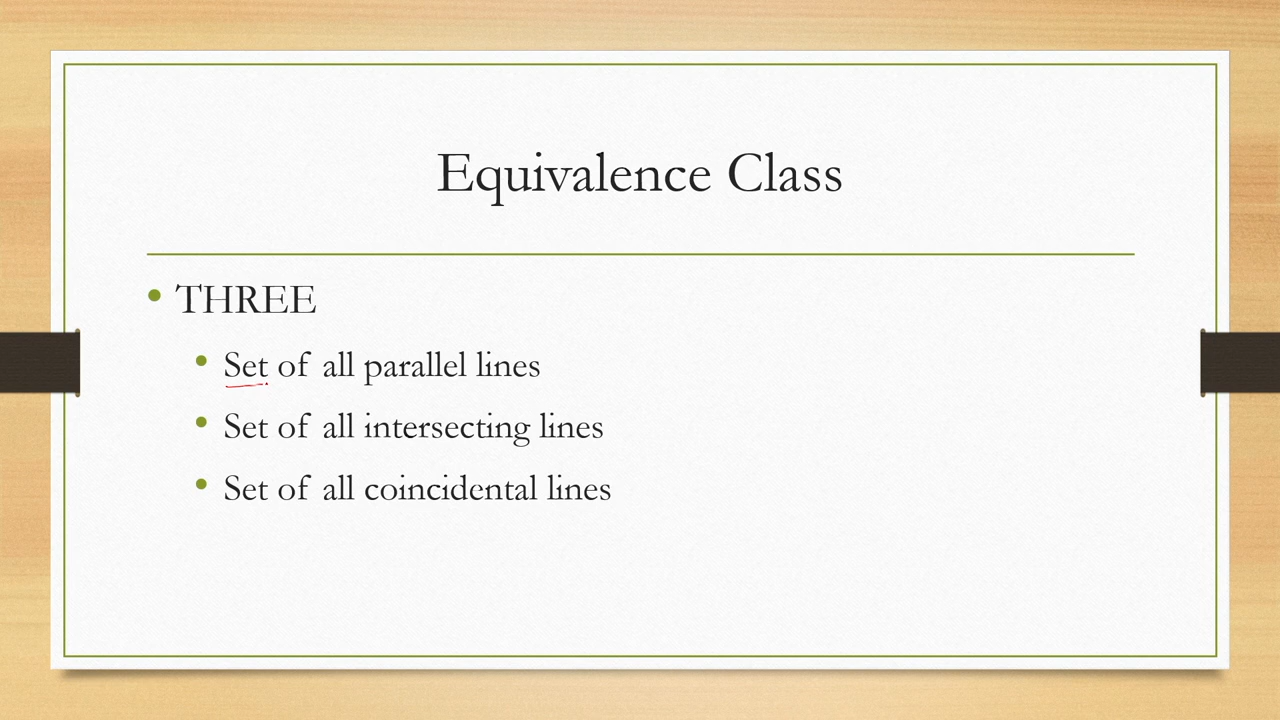 Equivalence Class
THREE
Set of all parallel lines
Set of all intersecting lines
Set of all coincidental lines